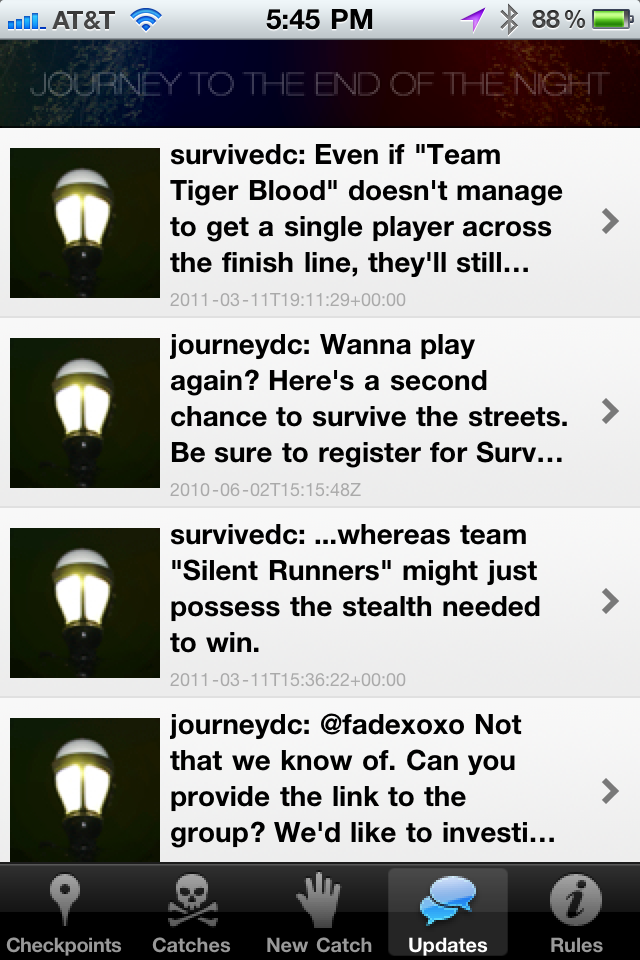 AT&T 5:45 PM 88 %
JOURNEY TO THE END OF THE NIGHT
survivedc: Even if "Team
Tiger Blood" doesn't manage
to get a single player across
the finish line, they'll still...
2011-03-11T19:11:29+00:00
journeydc: Wanna play
again? Here's a second
chance to survive the streets.
Be sure to register for Surv...
2010-06-02T15:15:48Z
survivedc: ...whereas team
"Silent Runners" might just
possess the stealth needed
to win.
2011-03-11T15:36:22+00:00
journeydc: @fadexoxo Not
that we know of. Can you
provide the link to the
group? We'd like to investi...
Checkpoints Catches New Catch Updates Rules